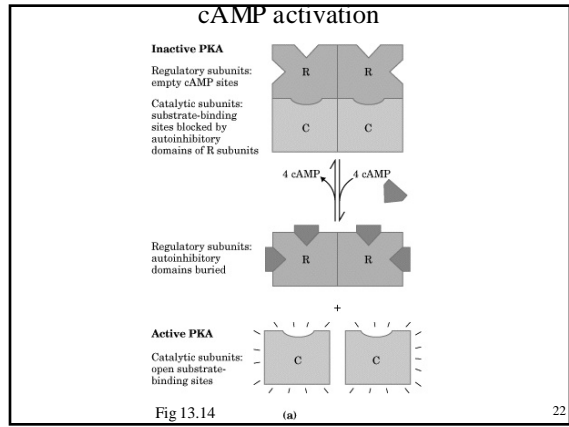 cAMP activation
Inactive PKA
Regulatory subunits:
empty cAMP sites
R
R
Catalytic subunits:
substrate-binding
sites blocked by
autoinhibitory
domains of R subunits
C
C
4 cAMP
4 cAMP
Regulatory subunits:
autoinhibitory
domains buried
R
R
+
Active PKA
Catalytic subunits:
open substrate-
binding sites
C
C
Fig 13.14
(a)
22